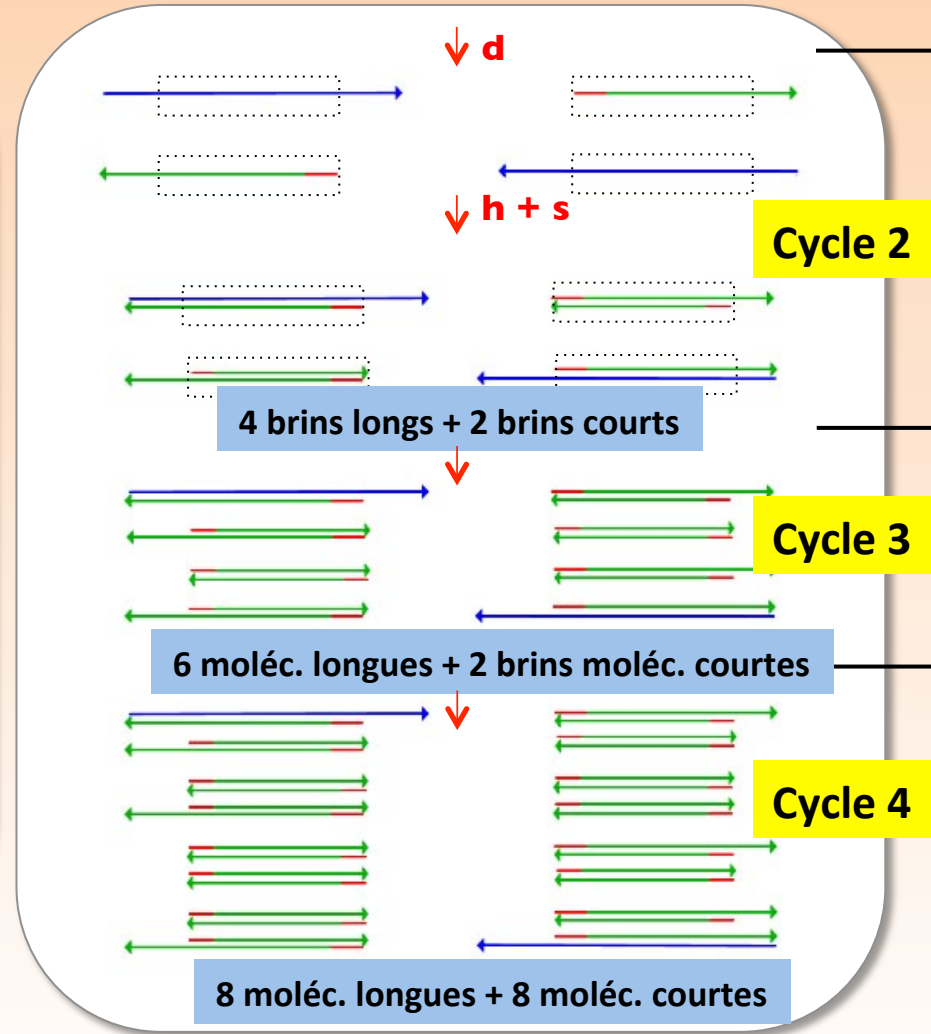 d
h + s
Cycle 2
4 brins longs + 2 brins courts
Cycle 3
6 moléc. longues + 2 brins moléc. courtes
Cycle 4
8 moléc. longues + 8 moléc. courtes